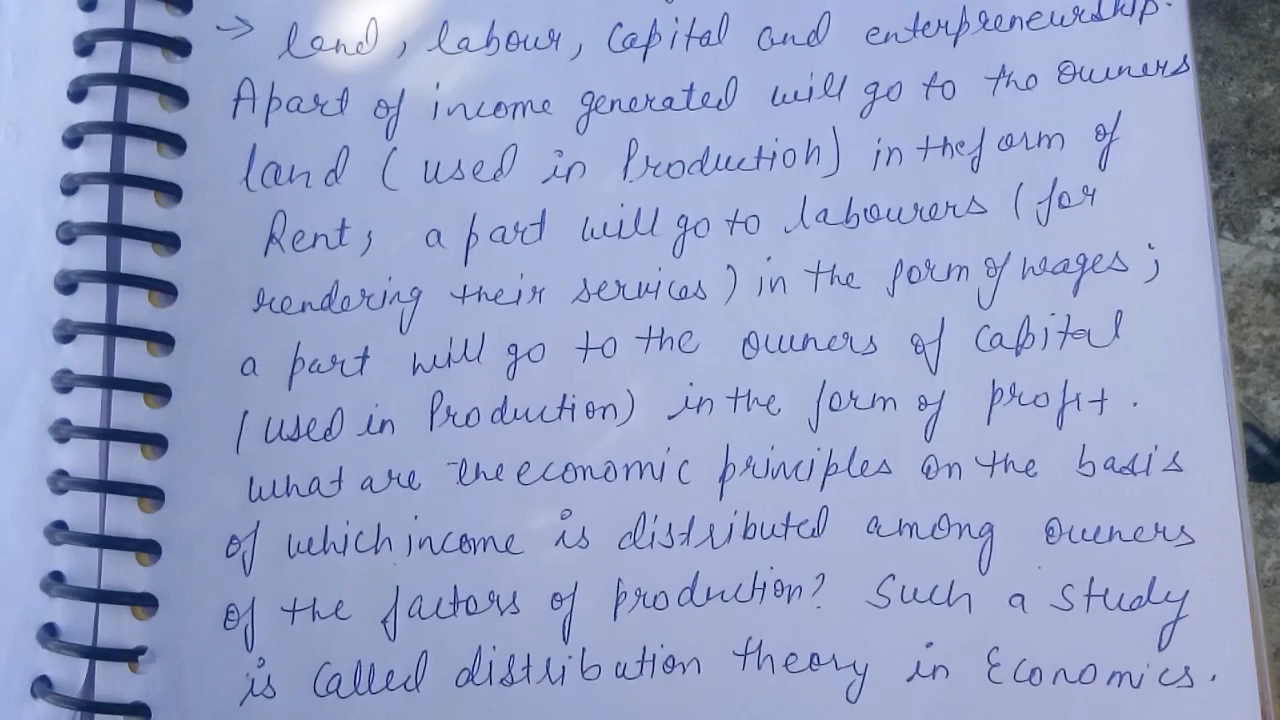 → land, labour, capital and enterpreneurship.
A part of income generated will go to the owners
land (used in Production) in the form of
Rent, a part will go to labourers (for
rendering their services) in the form of wages;
a part will go to the owners of capital
(used in Production) in the form of profit.
what are the economic principles on the basis
of which income is distributed among owners
of the factors of production? Such a study
is called distribution theory in Economics.